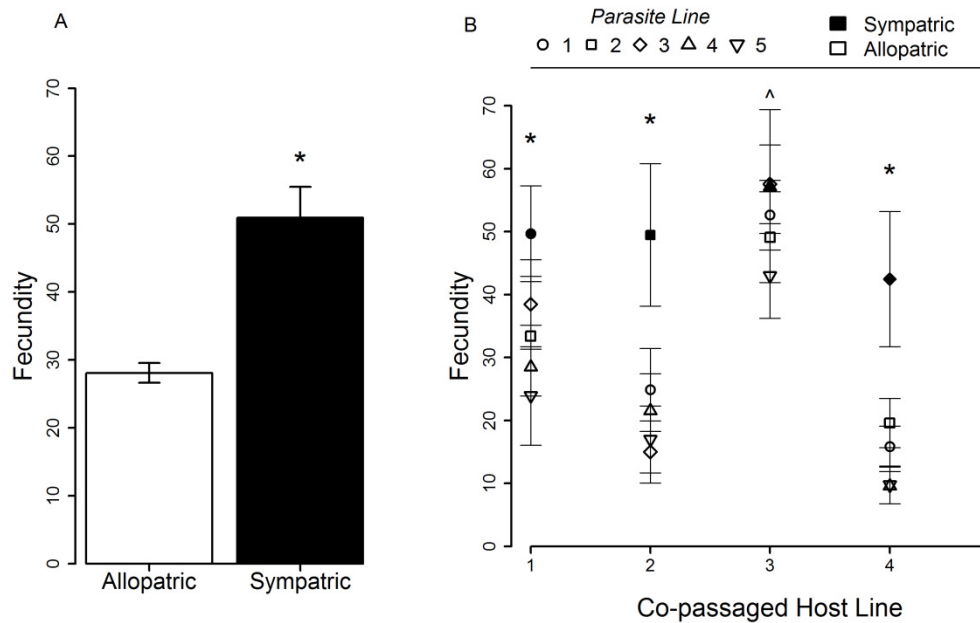 A
Fecundity
70
60
50
40
30
20
10
0
*
Allopatric
Sympatric
B
Parasite Line
1 2 3 4 5
Sympatric
Allopatric
Fecundity
70
60
50
40
30
20
10
0
* * ^ *
1 2 3 4
Co-passaged Host Line